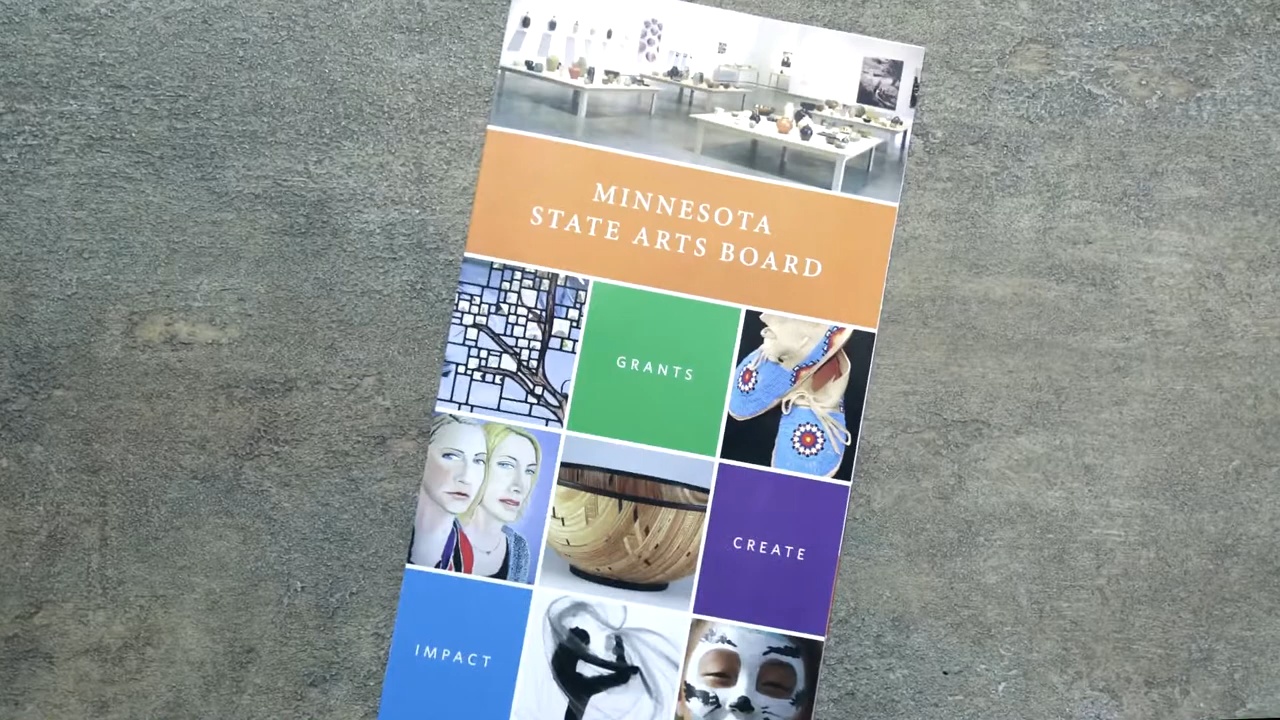 MINNESOTA
STATE ARTS BOARD
GRANTS
CREATE
IMPACT